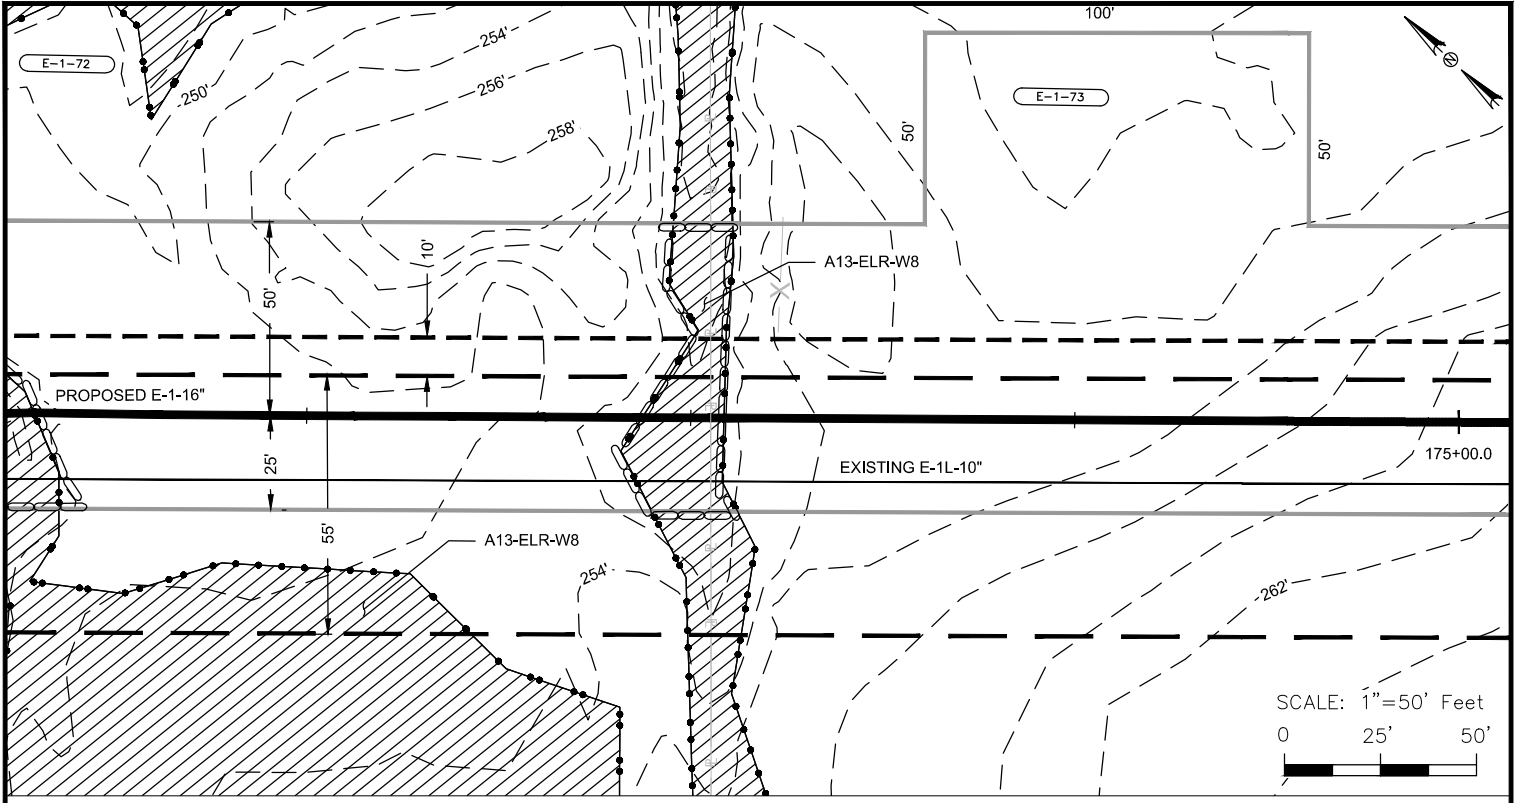 100'
254'
E-1-72
N
256'
250'
E-1-73
258'
50'
50'
10'
A13-ELR-W8
50'
PROPOSED E-1-16"
175+00.0
25'
EXISTING E-1L-10"
55'
A13-ELR-W8
254'
262'
SCALE: 1"=50' Feet
0 25' 50'